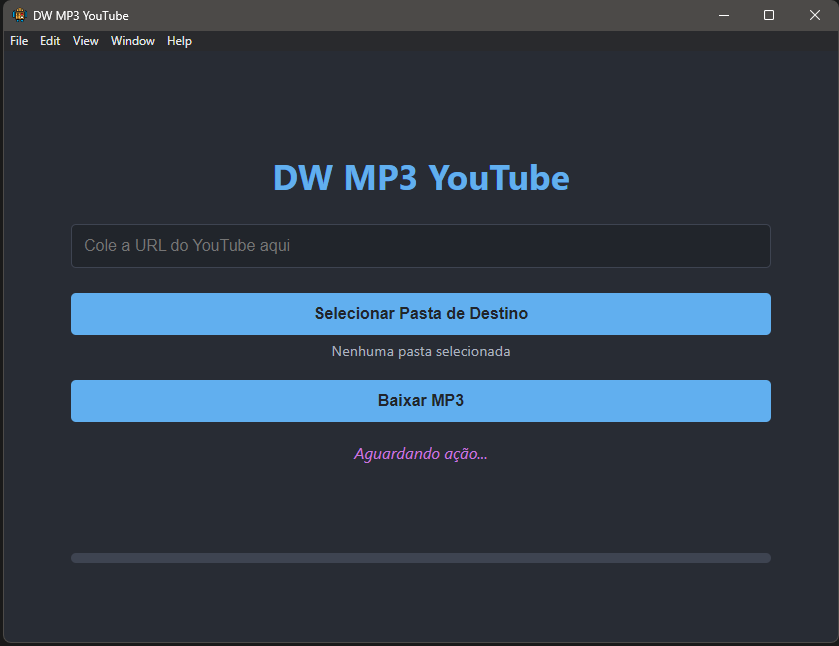 DW MP3 YouTube
File Edit View Window Help
DW MP3 YouTube
Cole a URL do YouTube aqui
Selecionar Pasta de Destino
Nenhuma pasta selecionada
Baixar MP3
Aguardando ação...